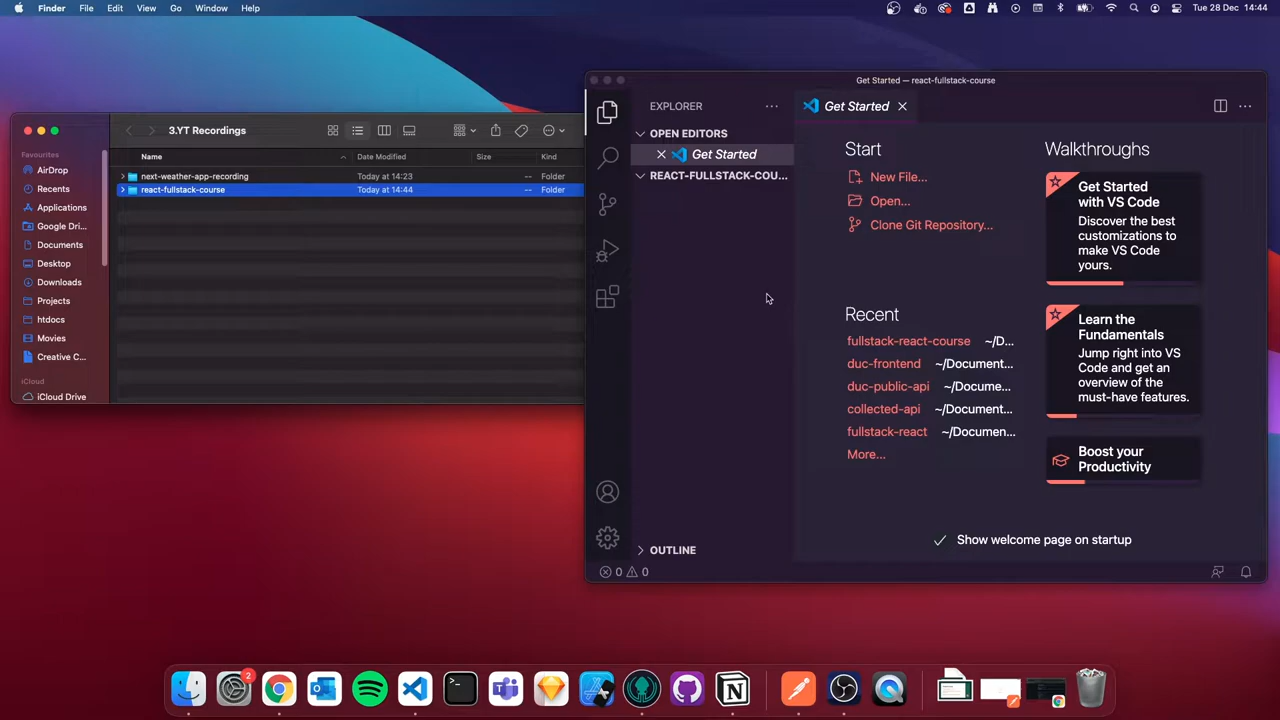 Finder File Edit View Go Window Help
Tue 28 Dec 14:44
3.YT Recordings
Name Date Modified Size Kind
next-weather-app-recording Today at 14:23 -- Folder
react-fullstack-course Today at 14:44 -- Folder
Favourites
AirDrop
Recents
Applications
Google Dri...
Documents
Desktop
Downloads
Projects
htdocs
Movies
Creative C...
iCloud
iCloud Drive
Get Started — react-fullstack-course
EXPLORER
OPEN EDITORS
Get Started
REACT-FULLSTACK-COU...
OUTLINE
0 0
Get Started
Start
New File...
Open...
Clone Git Repository...
Recent
fullstack-react-course ~/D...
duc-frontend ~/Document...
duc-public-api ~/Docume...
collected-api ~/Document...
fullstack-react ~/Documen...
More...
Walkthroughs
Get Started
with VS Code
Discover the best
customizations to
make VS Code
yours.
Learn the
Fundamentals
Jump right into VS
Code and get an
overview of the
must-have features.
Boost your
Productivity
Show welcome page on startup
2